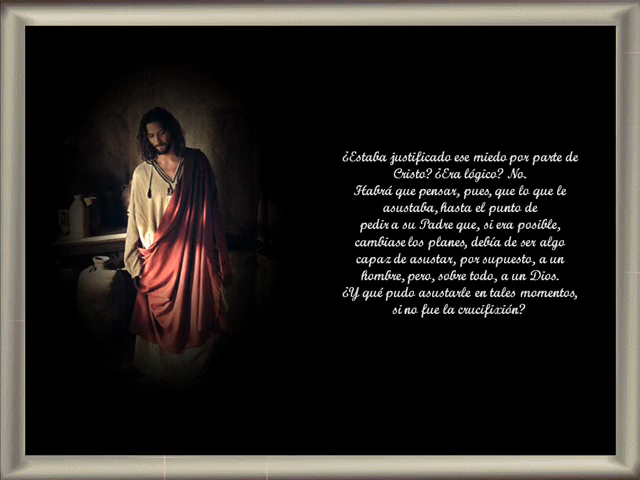 ¿Estaba justificado ese miedo por parte de
Cristo? ¿Era lógico? No.
Habrá que pensar, pues, que lo que le
asustaba, hasta el punto de
pedir a su Padre que, si era posible,
cambiase los planes, debía de ser algo
capaz de asustar, por supuesto, a un
hombre, pero, sobre todo, a un Dios.
¿Y qué pudo asustarle en tales momentos,
si no fue la crucifixión?